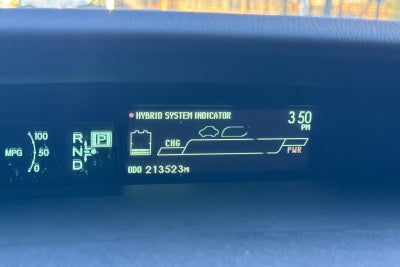 HYBRID SYSTEM INDICATOR
3:50
PM
100
MPG 50
0
R
N
D
P
CHG
PWR
ODO 213523MI